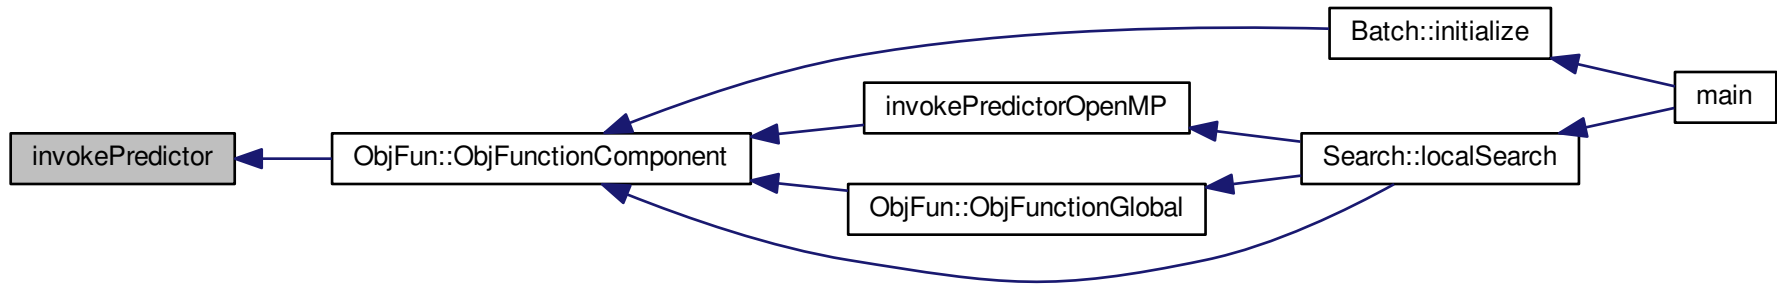 invokePredictor
ObjFun::ObjFunctionComponent
Batch::initialize
invokePredictorOpenMP
ObjFun::ObjFunctionGlobal
Search::localSearch
main